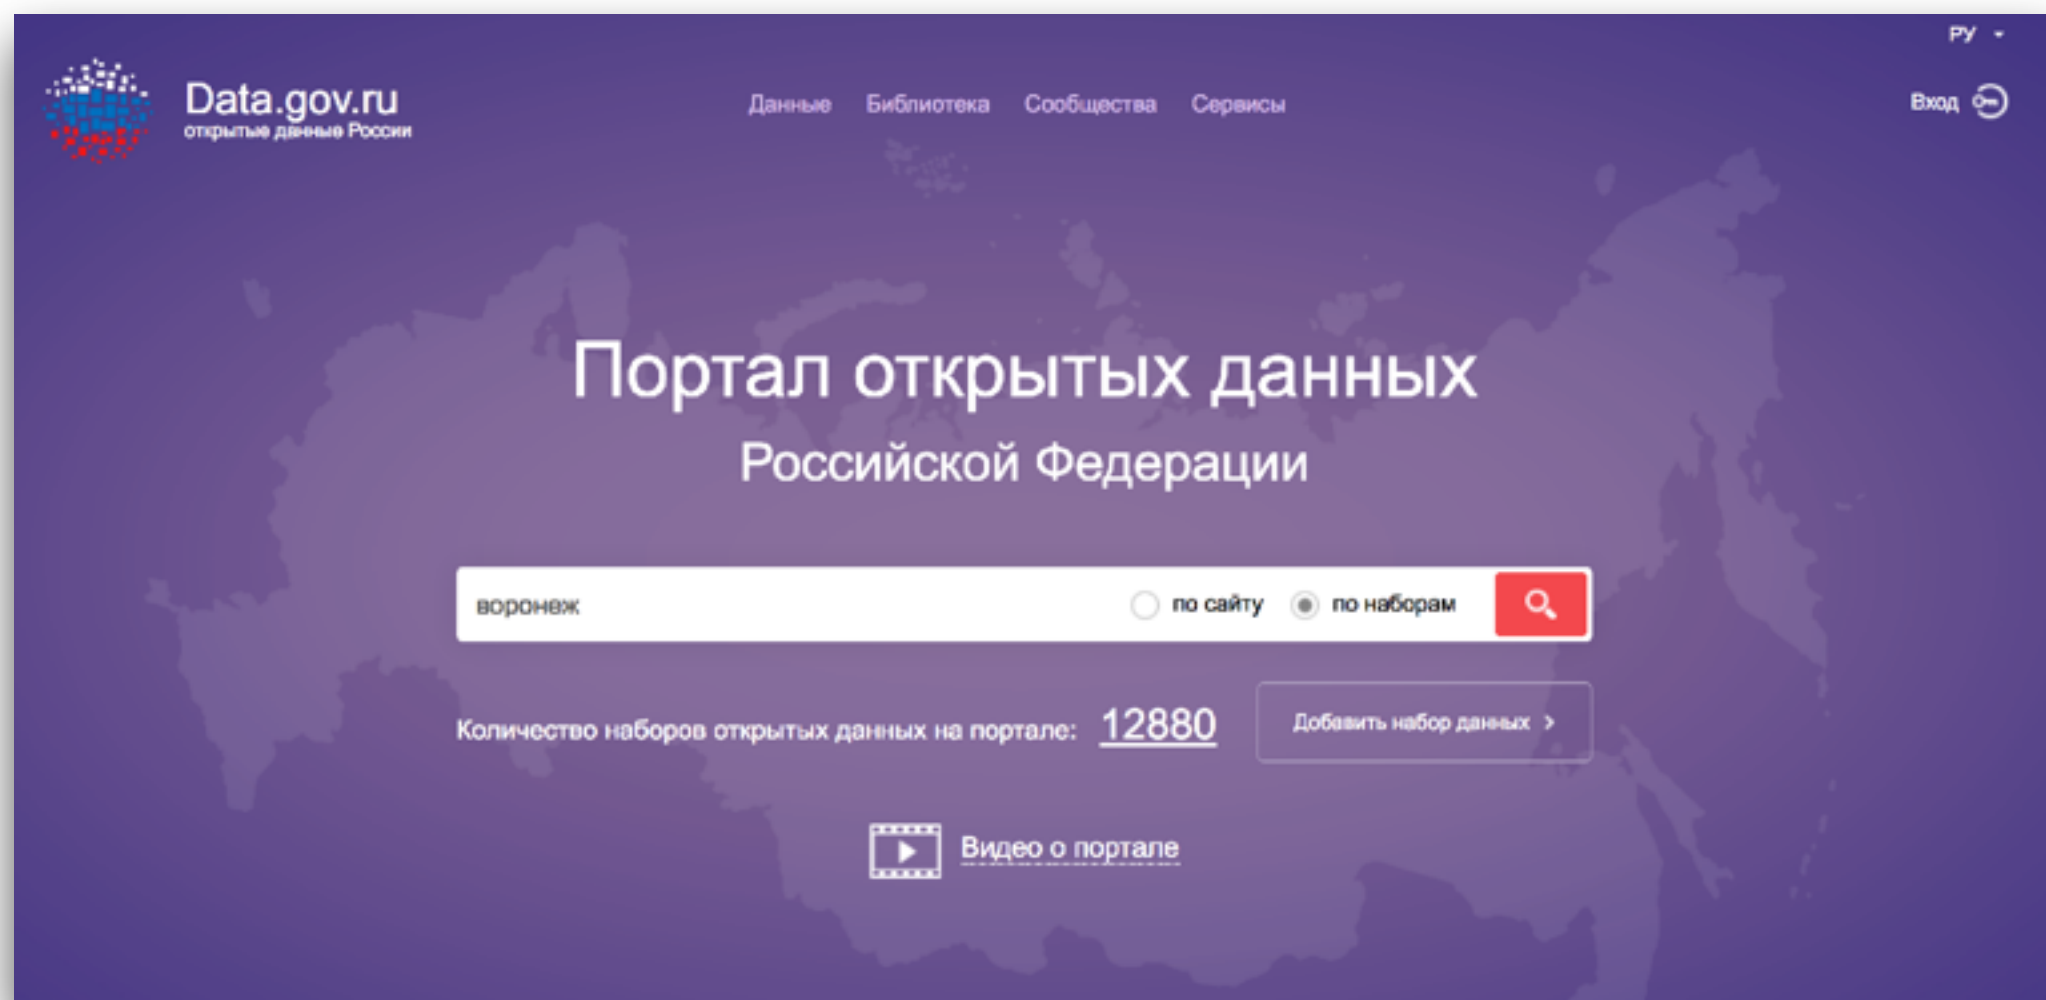 РУ
Data.gov.ru
открытые данные России
Данные Библиотека Сообщества Сервисы
Вход
Портал открытых данных
Российской Федерации
воронеж по сайту по наборам
Количество наборов открытых данных на портале: 12880 Добавить набор данных >
Видео о портале